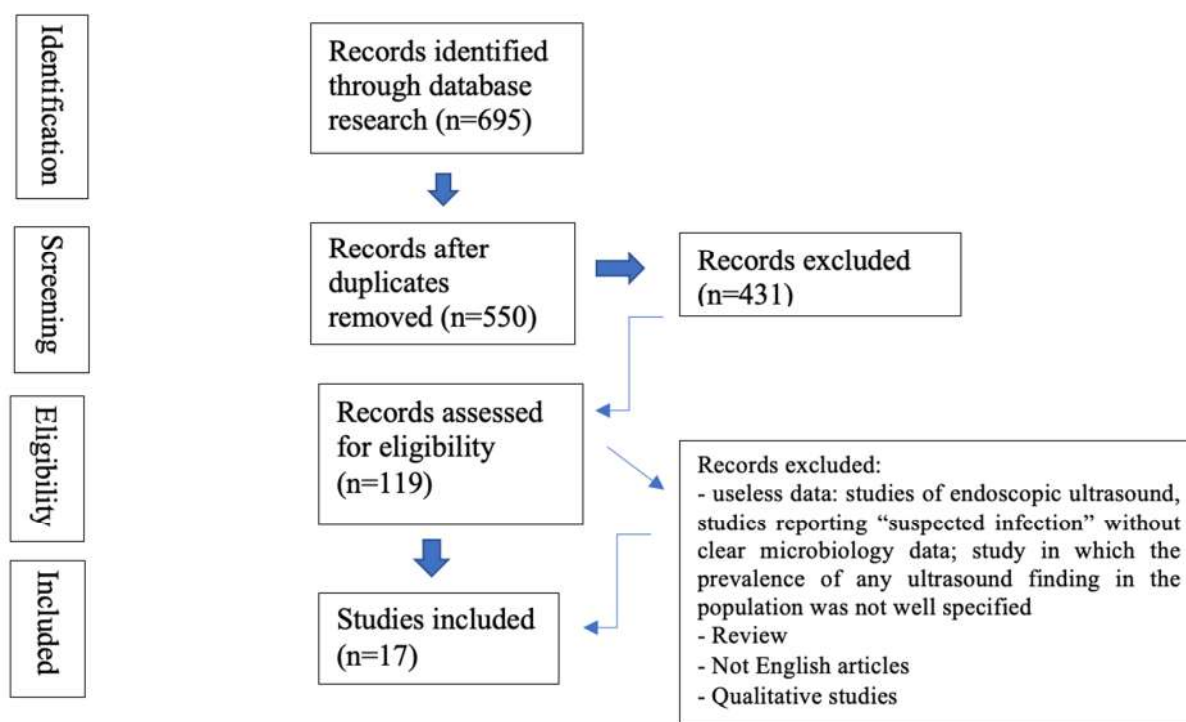 Identification
Records identified
through database
research (n=695)
Screening
Records after
duplicates
removed (n=550)
Records excluded
(n=431)
Eligibility
Records assessed
for eligibility
(n=119)
Records excluded:
- useless data: studies of endoscopic ultrasound,
studies reporting “suspected infection” without
clear microbiology data; study in which the
prevalence of any ultrasound finding in the
population was not well specified
- Review
- Not English articles
- Qualitative studies
Included
Studies included
(n=17)